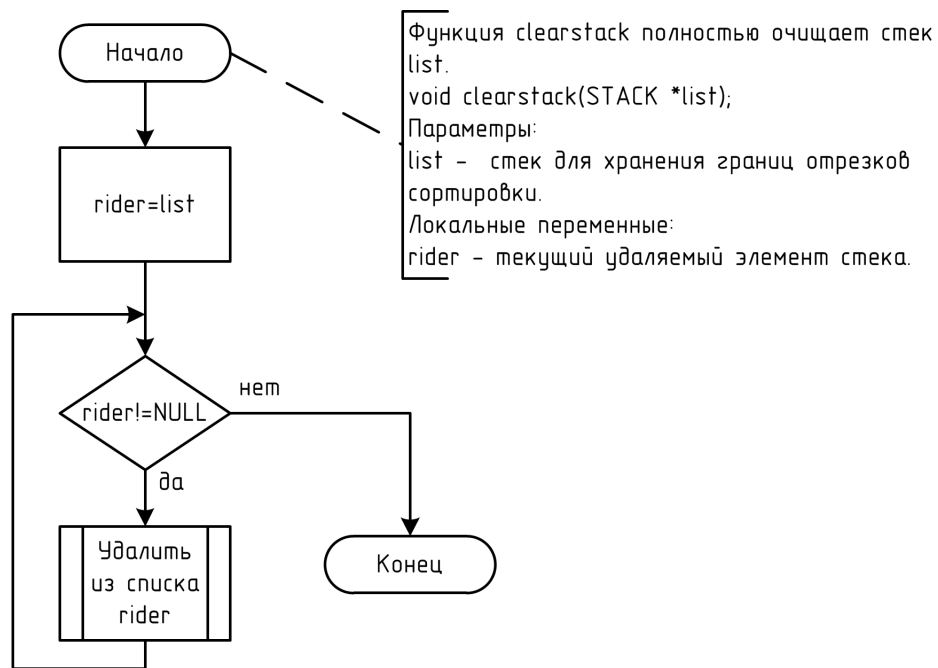 Начало
Функция clearstack полностью очищает стек
list.
void clearstack(STACK *list);
Параметры:
list - стек для хранения границ отрезков
сортировки.
Локальные переменные:
rider - текущий удаляемый элемент стека.
rider=list
rider!=NULL
нет
да
Удалить
из списка
rider
Конец